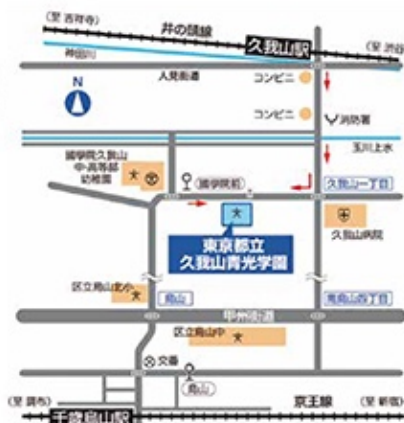 （至 吉祥寺）
井の頭線
久我山駅
（至 渋谷）
神田川
人見街道
コンビニ
N
コンビニ
消防署
玉川上水
國學院久我山
中・高等部
幼稚園
（國學院前）
久我山一丁目
東京都立
久我山青光学園
久我山病院
区立烏山北小
烏山
南烏山四丁目
甲州街道
区立烏山中
交番
（烏山）
（至 調布）
千歳烏山駅
京王線
（至 新宿）